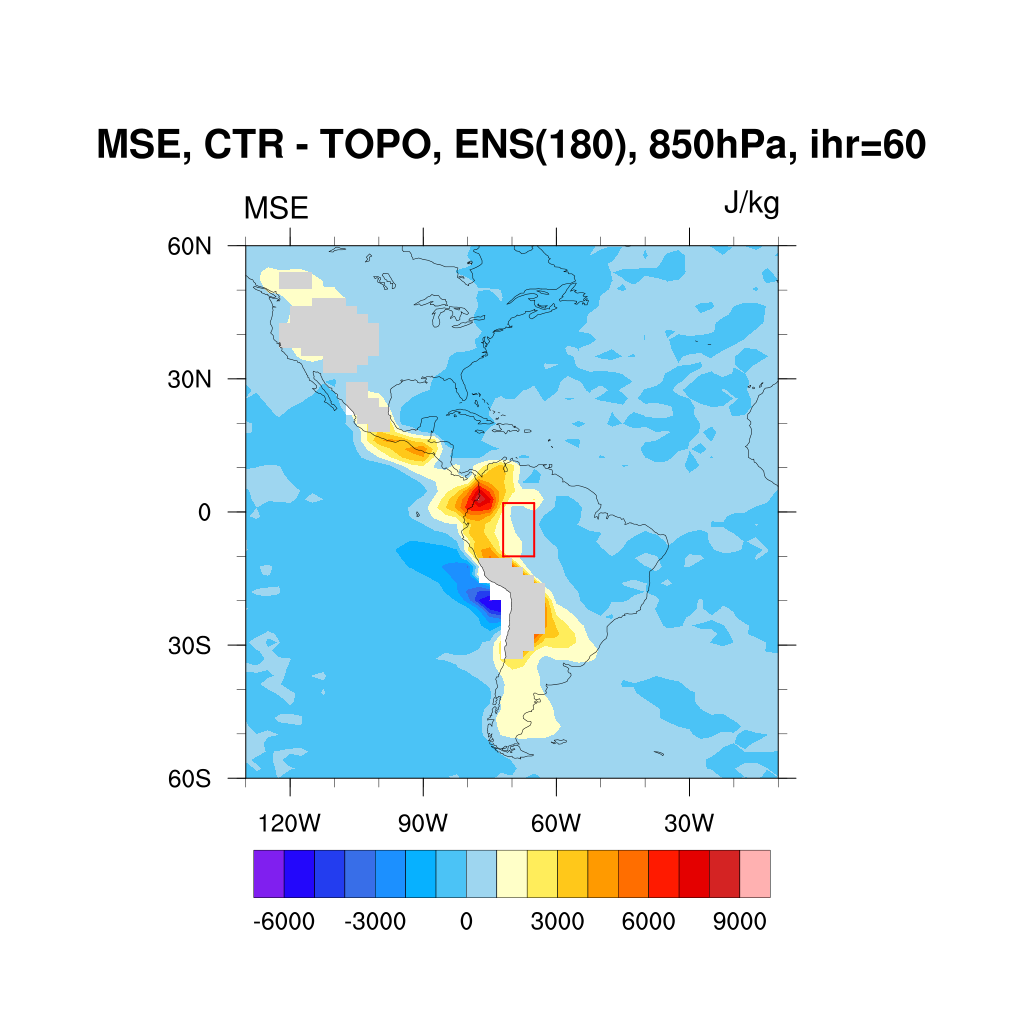 MSE, CTR - TOPO, ENS(180), 850hPa, ihr=60
MSE J/kg
60N
30N
0
30S
60S
120W 90W 60W 30W
-6000 -3000 0 3000 6000 9000